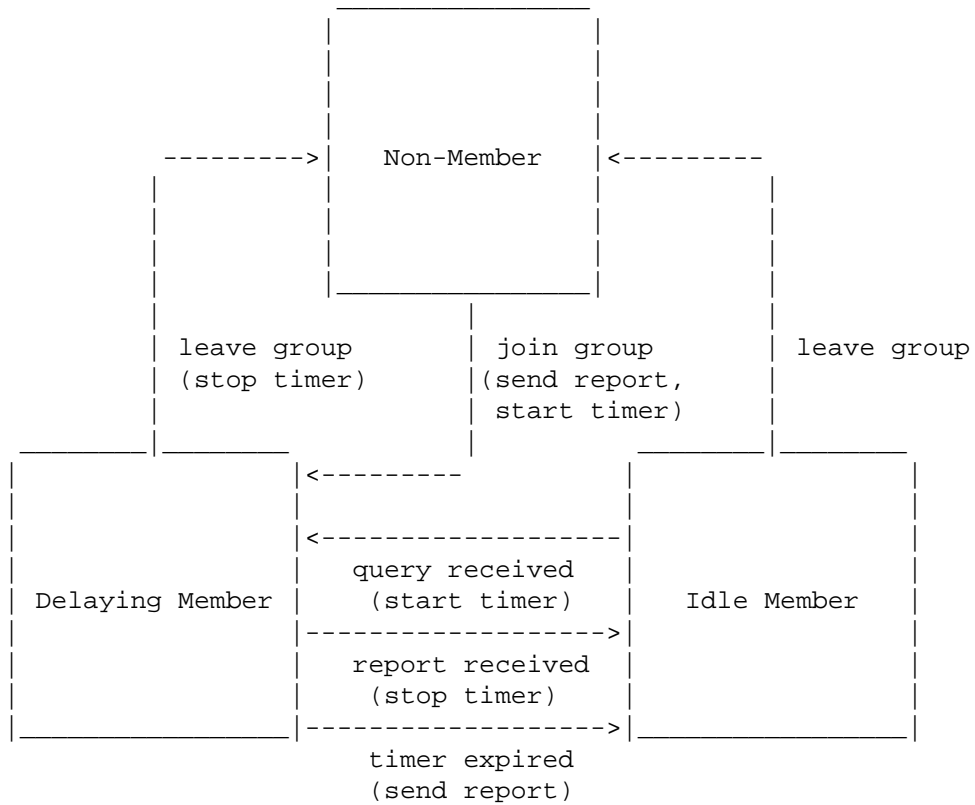 Non-Member
leave group
(stop timer)
join group
(send report,
start timer)
leave group
query received
(start timer)
Delaying Member
Idle Member
report received
(stop timer)
timer expired
(send report)